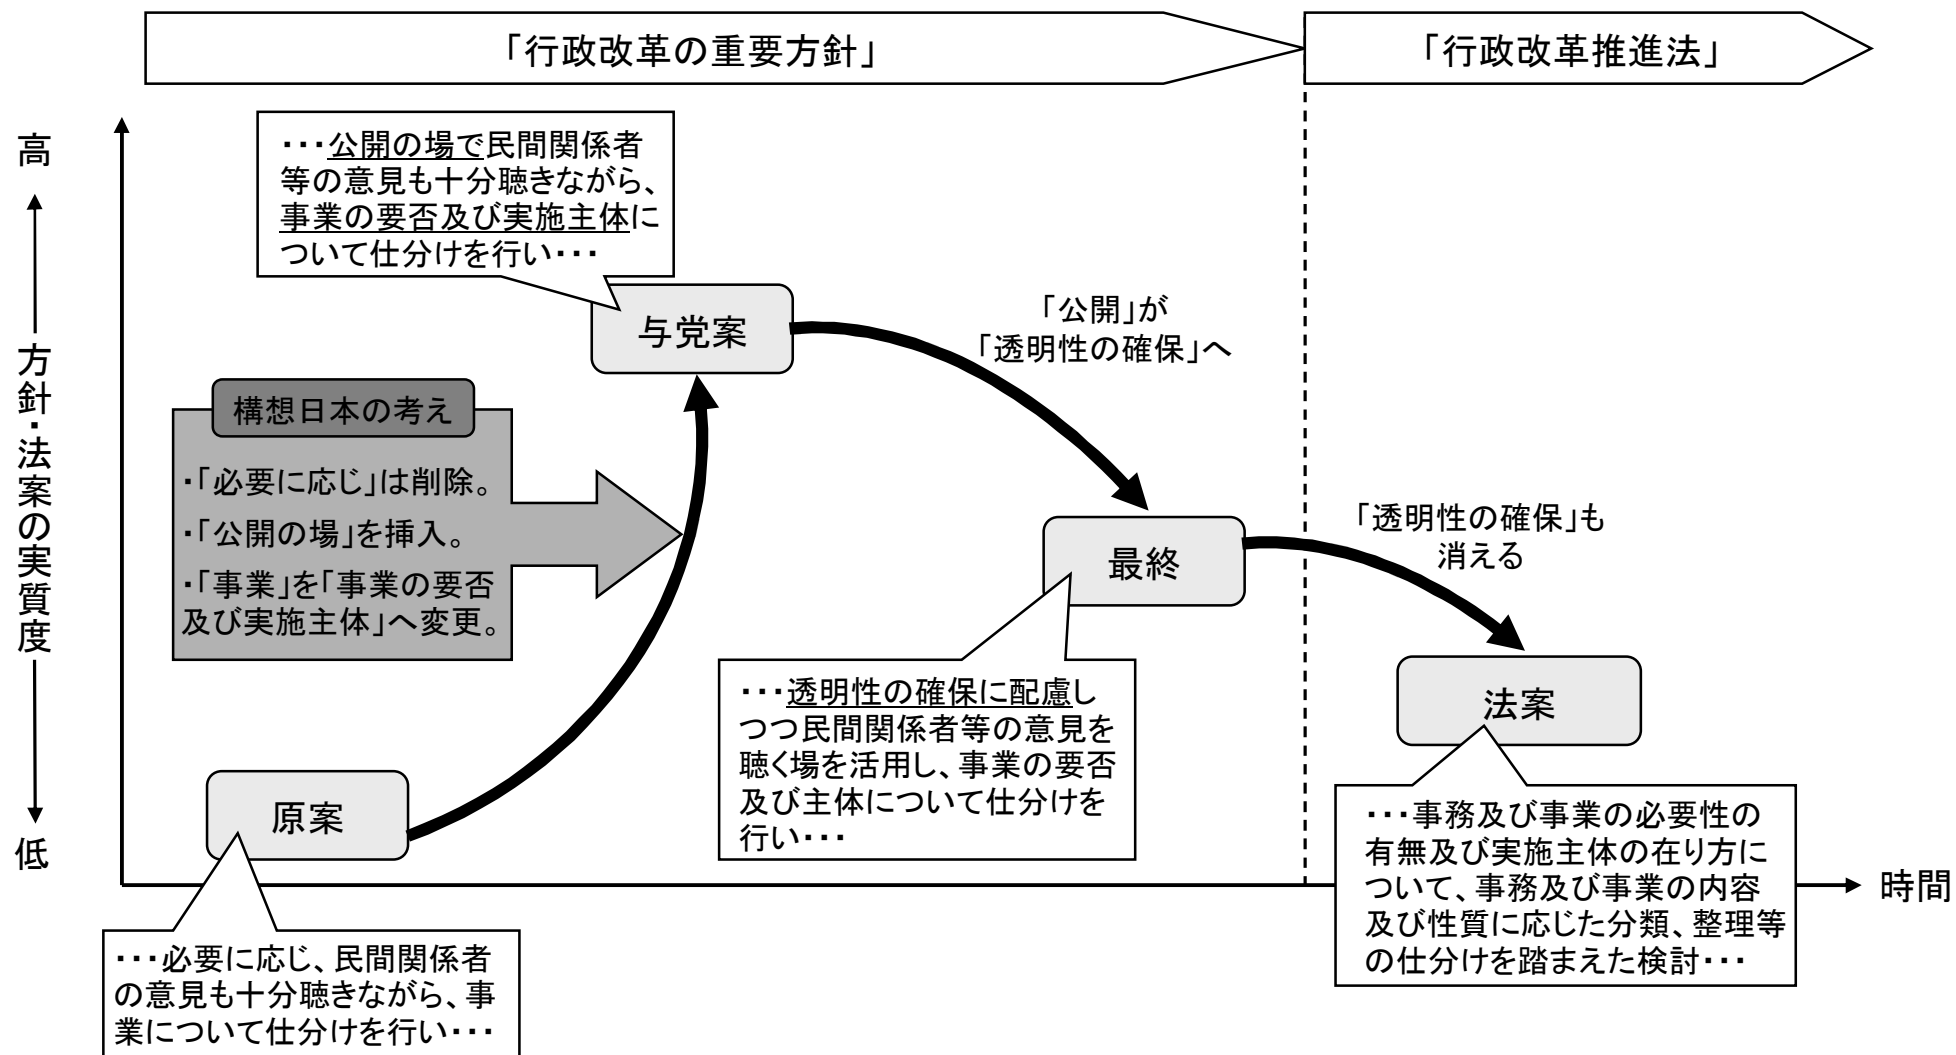 「行政改革の重要方針」
「行政改革推進法」
高
方針・法案の実質度
低
・・・公開の場で民間関係者
等の意見も十分聴きながら、
事業の要否及び実施主体に
ついて仕分けを行い・・・
与党案
「公開」が
「透明性の確保」へ
構想日本の考え
・「必要に応じ」は削除。
・「公開の場」を挿入。
・「事業」を「事業の要否
及び実施主体」へ変更。
最終
「透明性の確保」も
消える
・・・透明性の確保に配慮し
つつ民間関係者等の意見を
聴く場を活用し、事業の要否
及び主体について仕分けを
行い・・・
法案
原案
・・・事務及び事業の必要性の
有無及び実施主体の在り方に
ついて、事務及び事業の内容
及び性質に応じた分類、整理等
の仕分けを踏まえた検討・・・
時間
・・・必要に応じ、民間関係者
の意見も十分聴きながら、事
業について仕分けを行い・・・